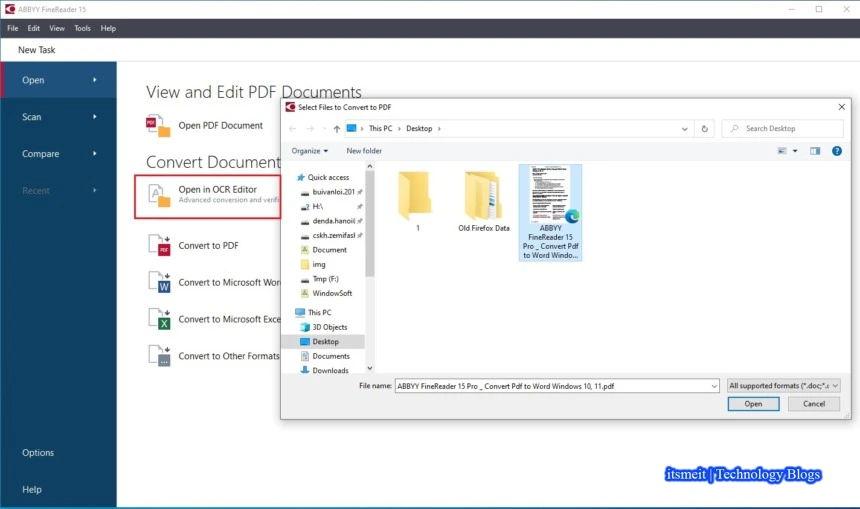 ABBYY FineReader 15
File Edit View Tools Help
New Task
Open
Scan
Compare
Recent
Options
Help
View and Edit PDF Documents
Open PDF Document
Convert Document
Open in OCR Editor
Advanced conversion and verifi
Convert to PDF
Convert to Microsoft Wor
Convert to Microsoft Exce
Convert to Other Formats
Select Files to Convert to PDF
This PC > Desktop >
Search Desktop
Organize
New folder
Quick access
buivanloi.201
H:\
denda.hanoi(
cskh.zemifasl
Document
img
Tmp (F:)
WindowSoft
This PC
3D Objects
Desktop
Documents
Downloads
1
Old Firefox Data
ABBYY
FineReader 15
Pro _ Convert Pdf
to Word Windo...
File name:
ABBYY FineReader 15 Pro _ Convert Pdf to Word Windows 10, 11.pdf
All supported formats (*.doc;*.c
Open
Cancel
itsmeit | Technology Blogs